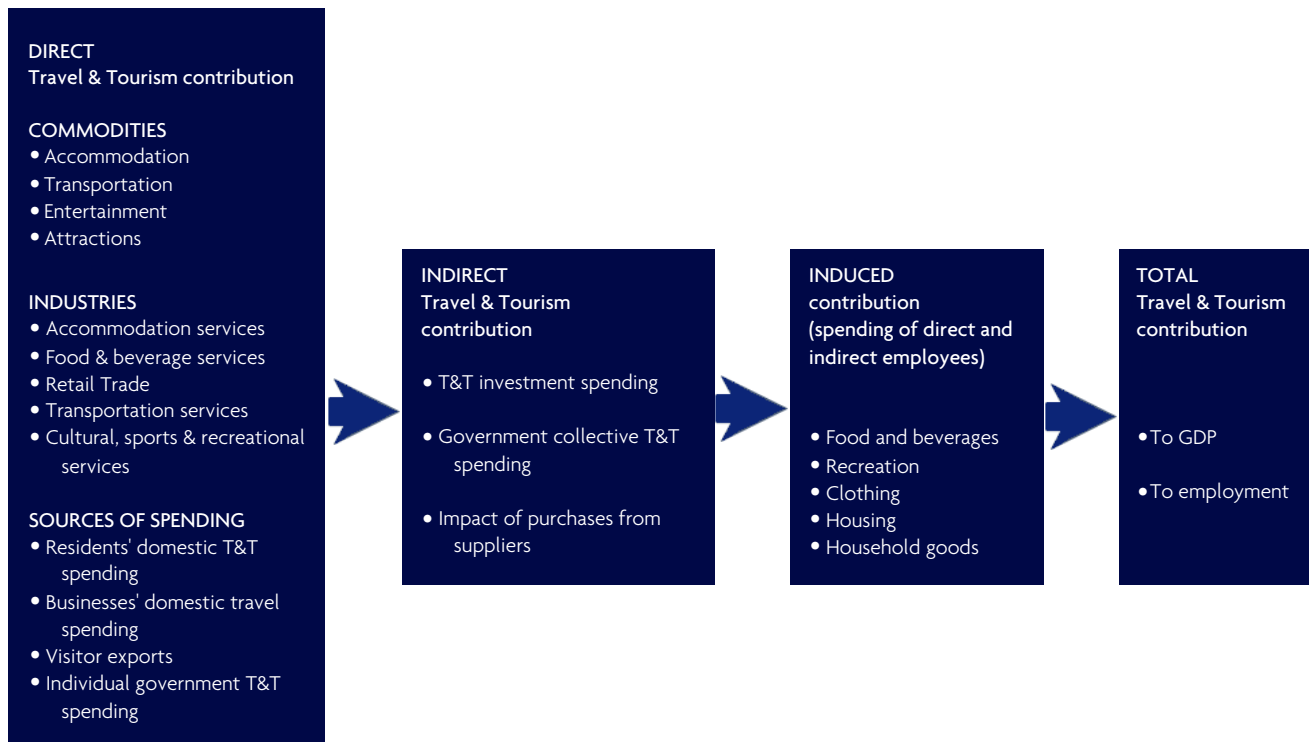 DIRECT
Travel & Tourism contribution
COMMODITIES
• Accommodation
• Transportation
• Entertainment
• Attractions
INDUSTRIES
• Accommodation services
• Food & beverage services
• Retail Trade
• Transportation services
• Cultural, sports & recreational
services
SOURCES OF SPENDING
• Residents' domestic T&T
spending
• Businesses' domestic travel
spending
• Visitor exports
• Individual government T&T
spending
INDIRECT
Travel & Tourism
contribution
• T&T investment spending
• Government collective T&T
spending
• Impact of purchases from
suppliers
INDUCED
contribution
(spending of direct and
indirect employees)
• Food and beverages
• Recreation
• Clothing
• Housing
• Household goods
TOTAL
Travel & Tourism
contribution
• To GDP
• To employment